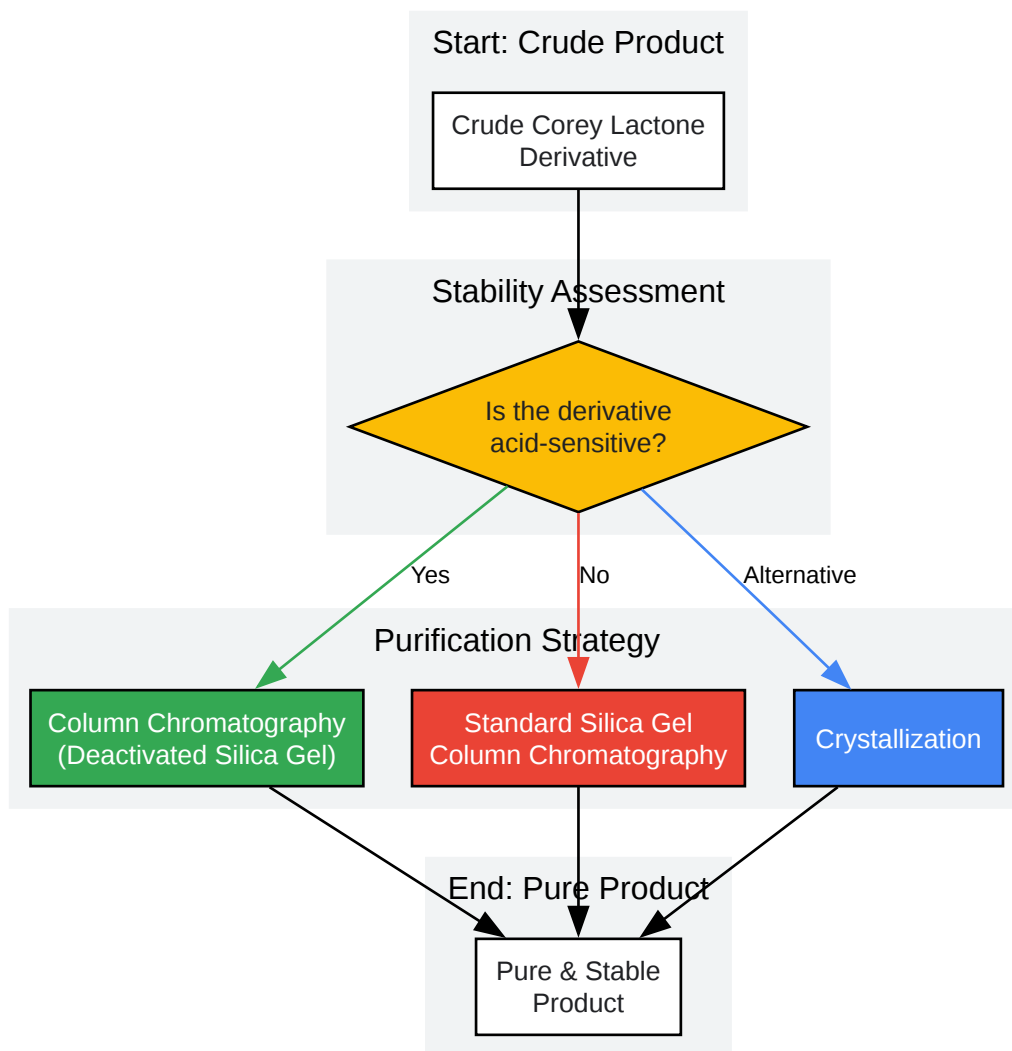 Start: Crude Product
Crude Corey Lactone
Derivative
Stability Assessment
Is the derivative
acid-sensitive?
Yes
No
Alternative
Purification Strategy
Column Chromatography
(Deactivated Silica Gel)
Standard Silica Gel
Column Chromatography
Crystallization
End: Pure Product
Pure & Stable
Product